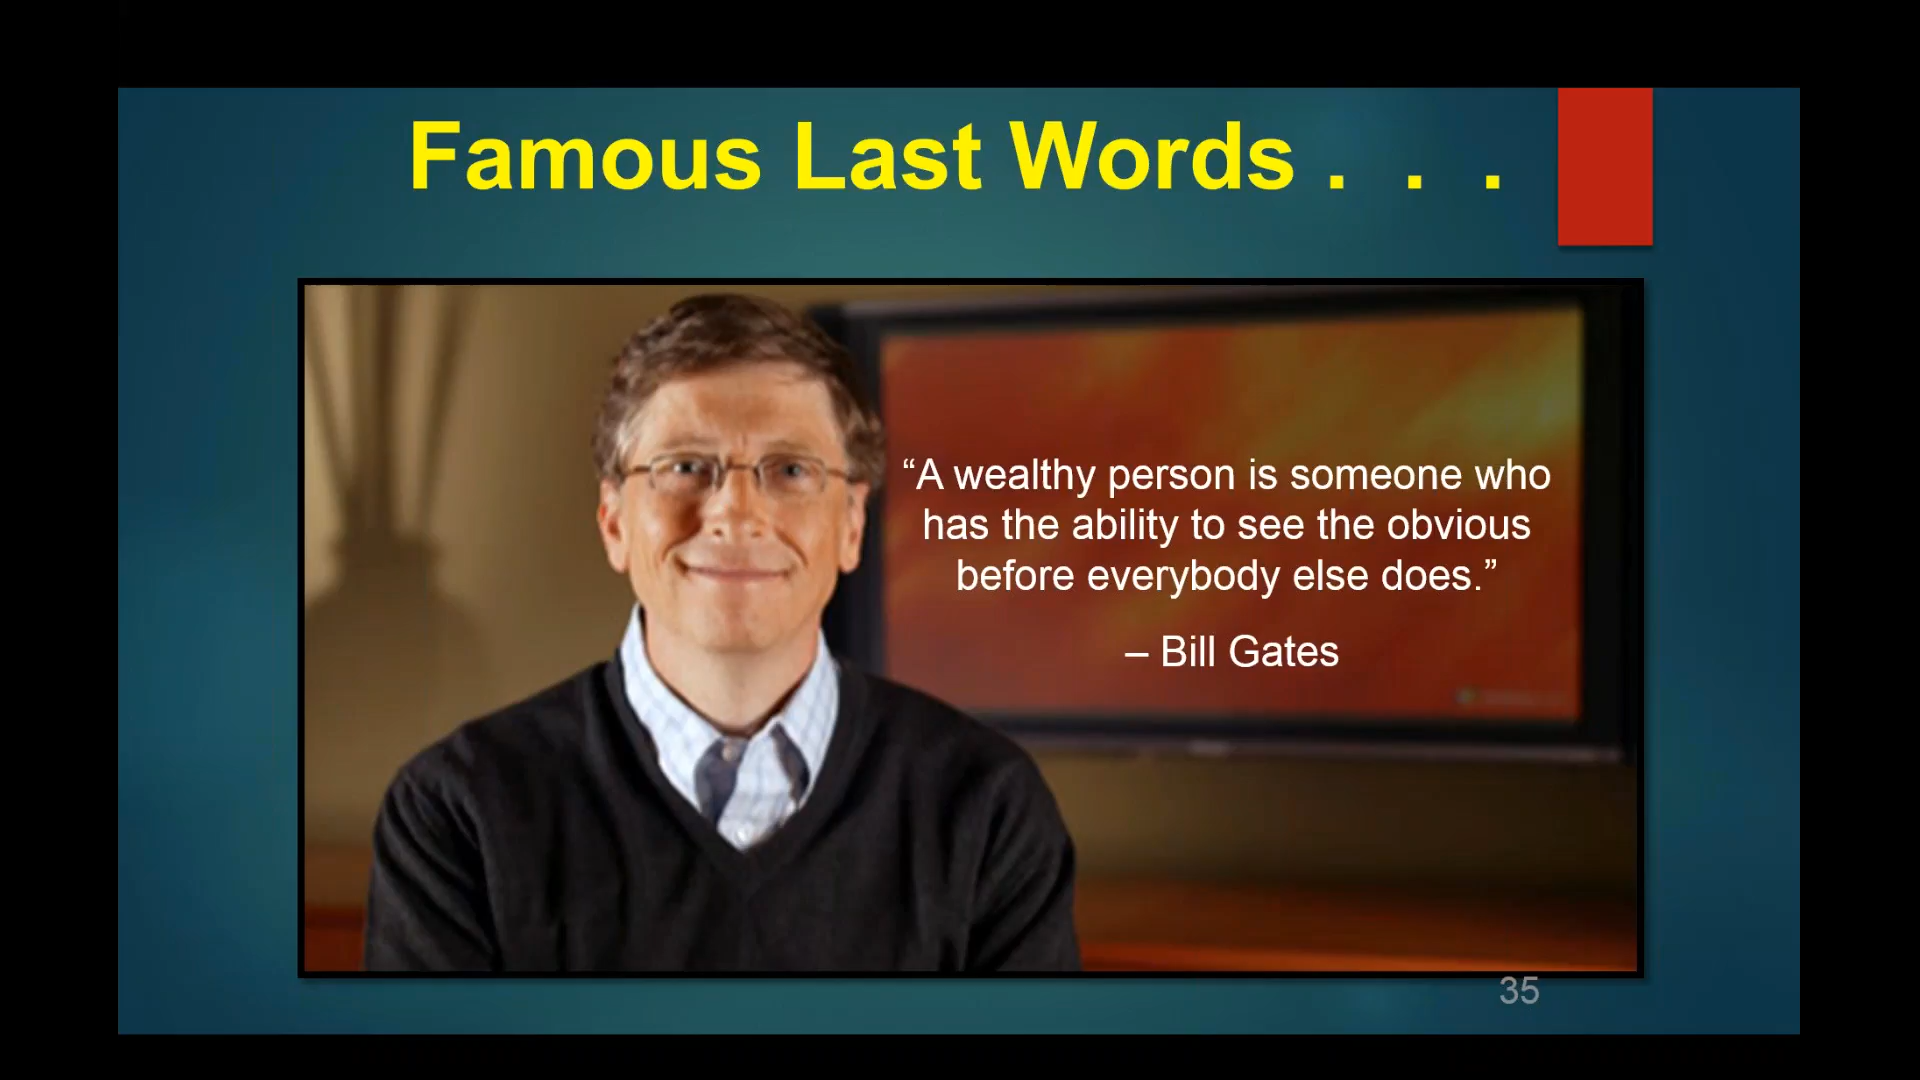 Famous Last Words . . .
“A wealthy person is someone who
has the ability to see the obvious
before everybody else does.”
– Bill Gates
35